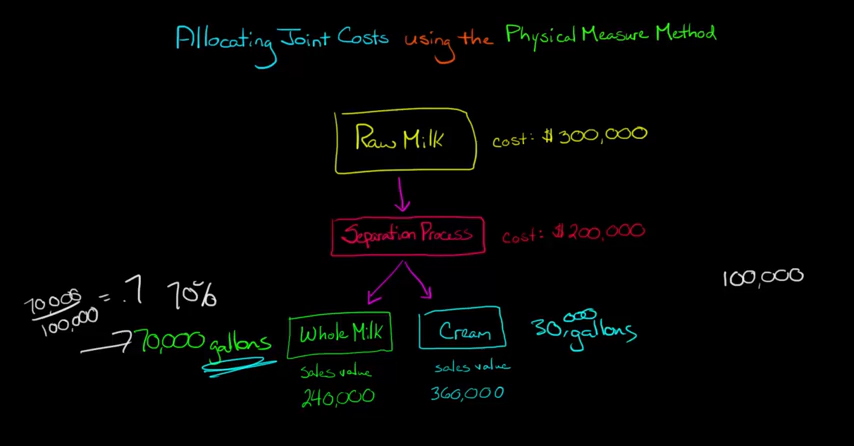 Allocating Joint Costs using the Physical Measure Method
Raw Milk
cost: $300,000
Separation Process
cost: $200,000
100,000
70,000
100,000
= .7 70%
70,000 gallons
Whole Milk
Cream
30,000 gallons
sales value
240,000
sales value
360,000